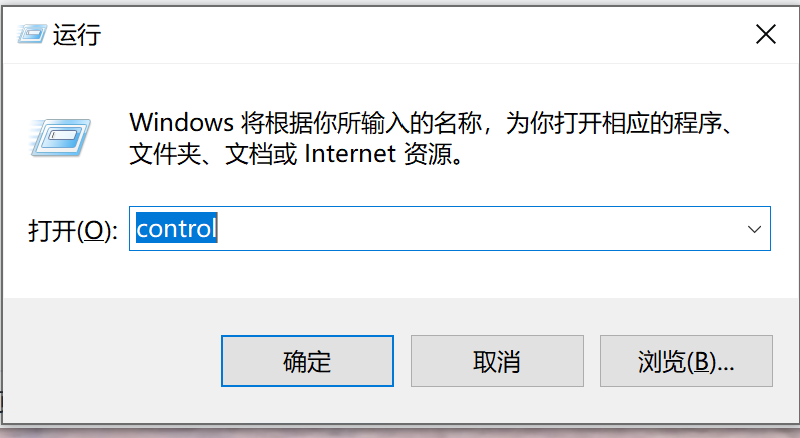 运行
Windows 将根据你所输入的名称，为你打开相应的程序、
文件夹、文档或 Internet 资源。
打开(O): control
确定 取消 浏览(B)...